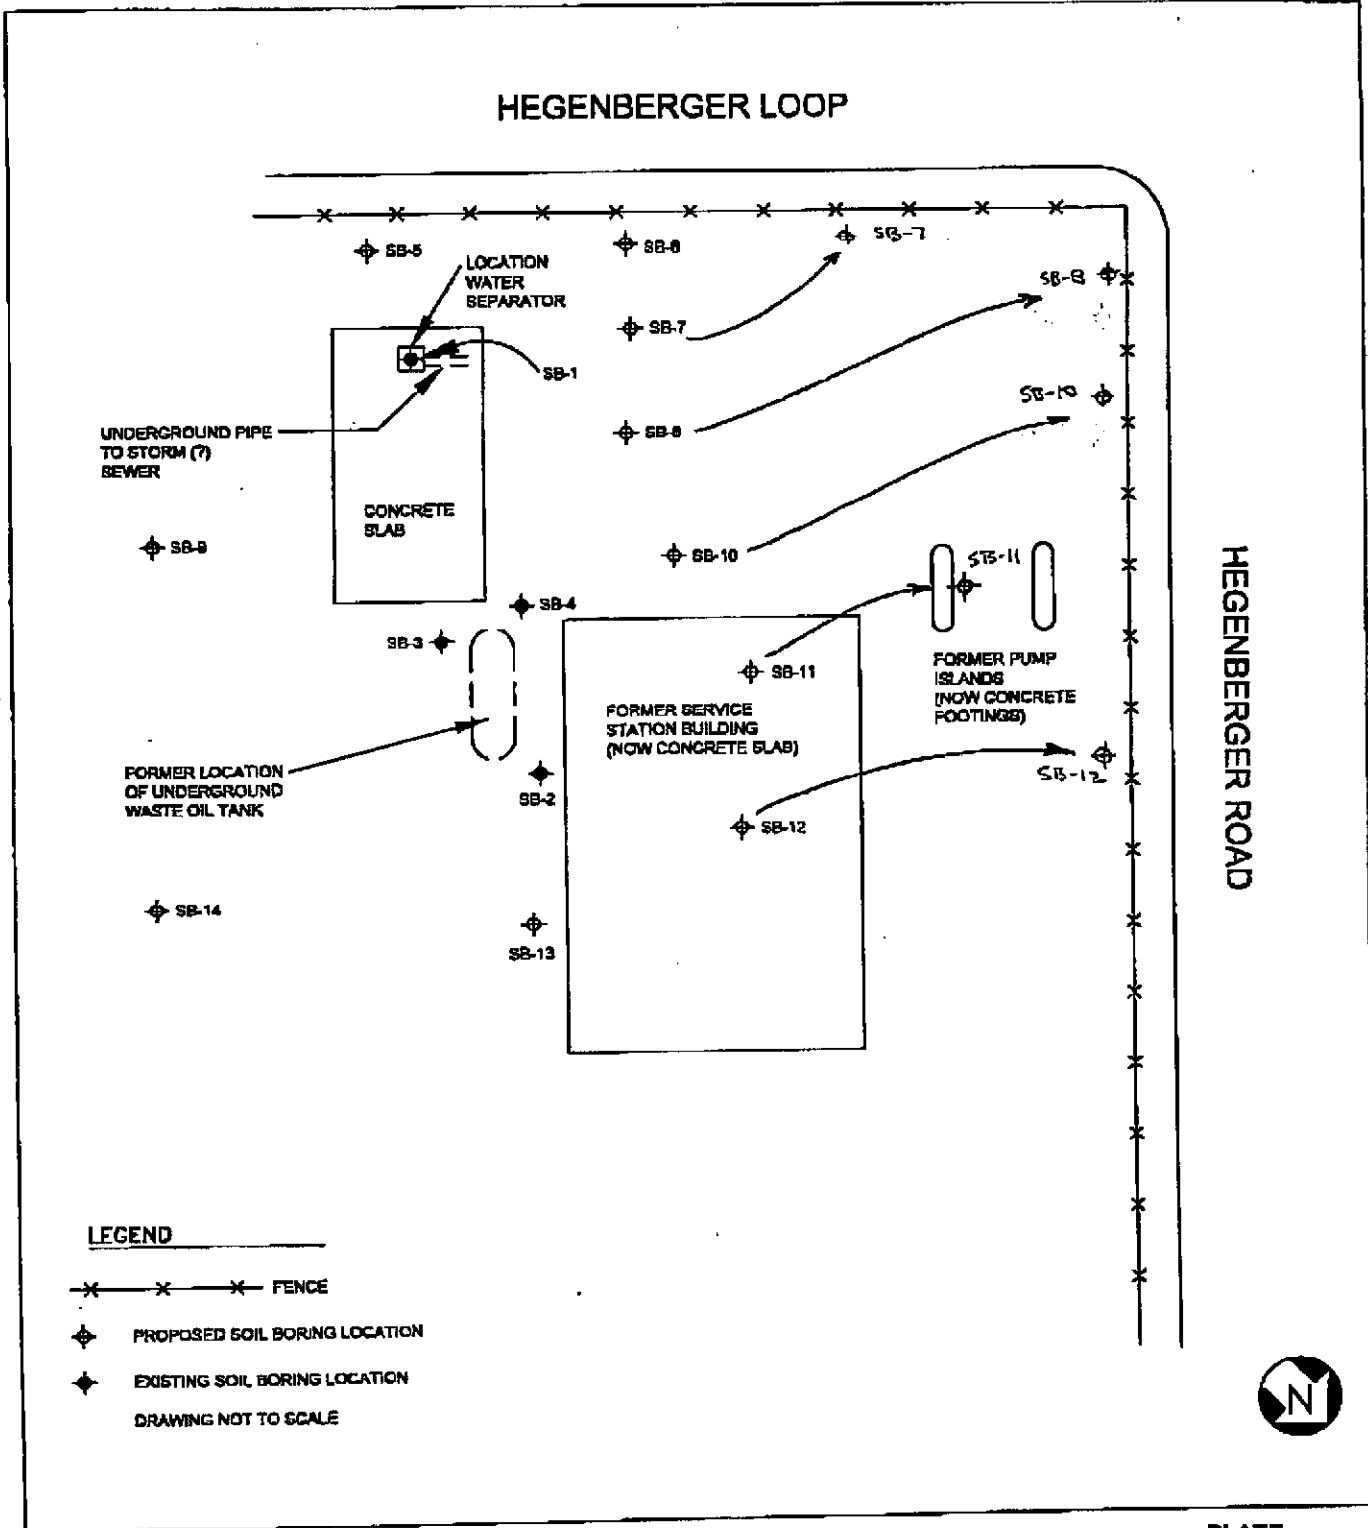 HEGENBERGER LOOP
SB-5
SB-6
SB-7
LOCATION
WATER
SEPARATOR
SB-8
SB-7
SB-1
SB-10
UNDERGROUND PIPE
TO STORM (?)
SEWER
SB-8
CONCRETE
SLAB
SB-9
SB-10
SB-11
SB-4
SB-3
HEGENBERGER ROAD
FORMER PUMP
ISLANDS
(NOW CONCRETE
FOOTINGS)
SB-11
FORMER SERVICE
STATION BUILDING
(NOW CONCRETE SLAB)
FORMER LOCATION
OF UNDERGROUND
WASTE OIL TANK
SB-12
SB-2
SB-12
SB-14
SB-13
LEGEND
FENCE
PROPOSED SOIL BORING LOCATION
EXISTING SOIL BORING LOCATION
DRAWING NOT TO SCALE
N